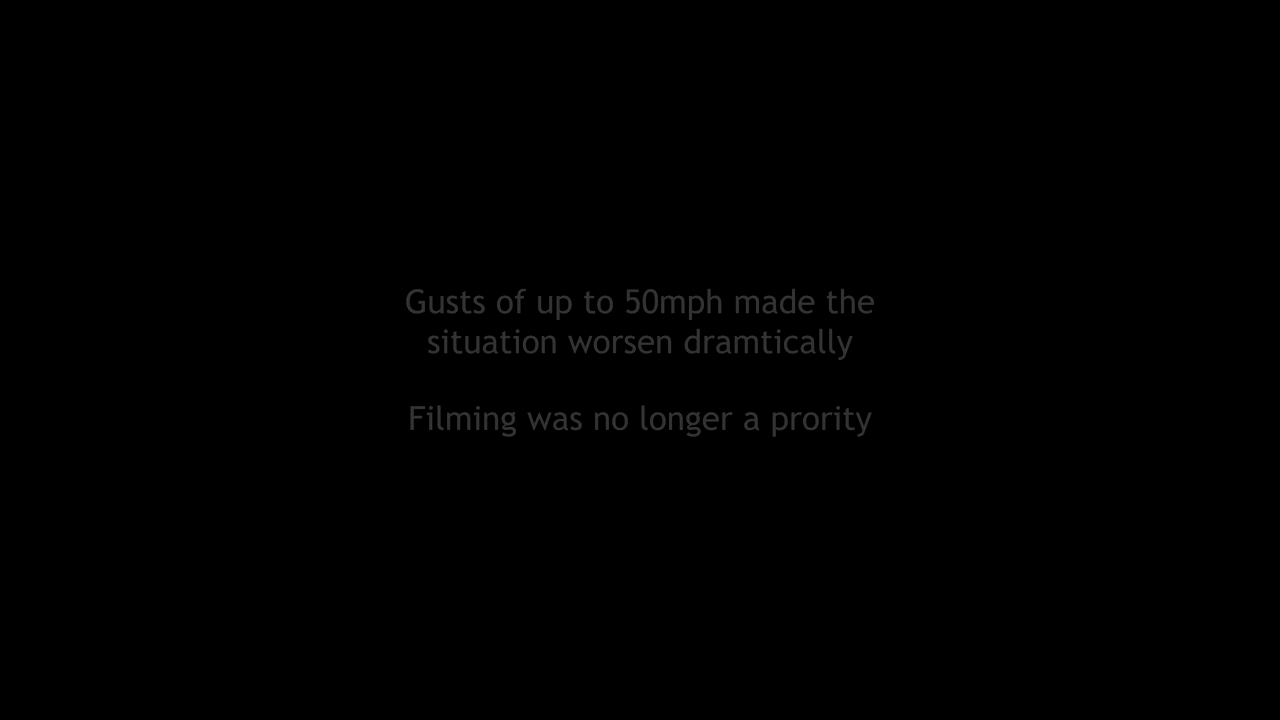 Gusts of up to 50mph made the
situation worsen dramtically
Filming was no longer a prority